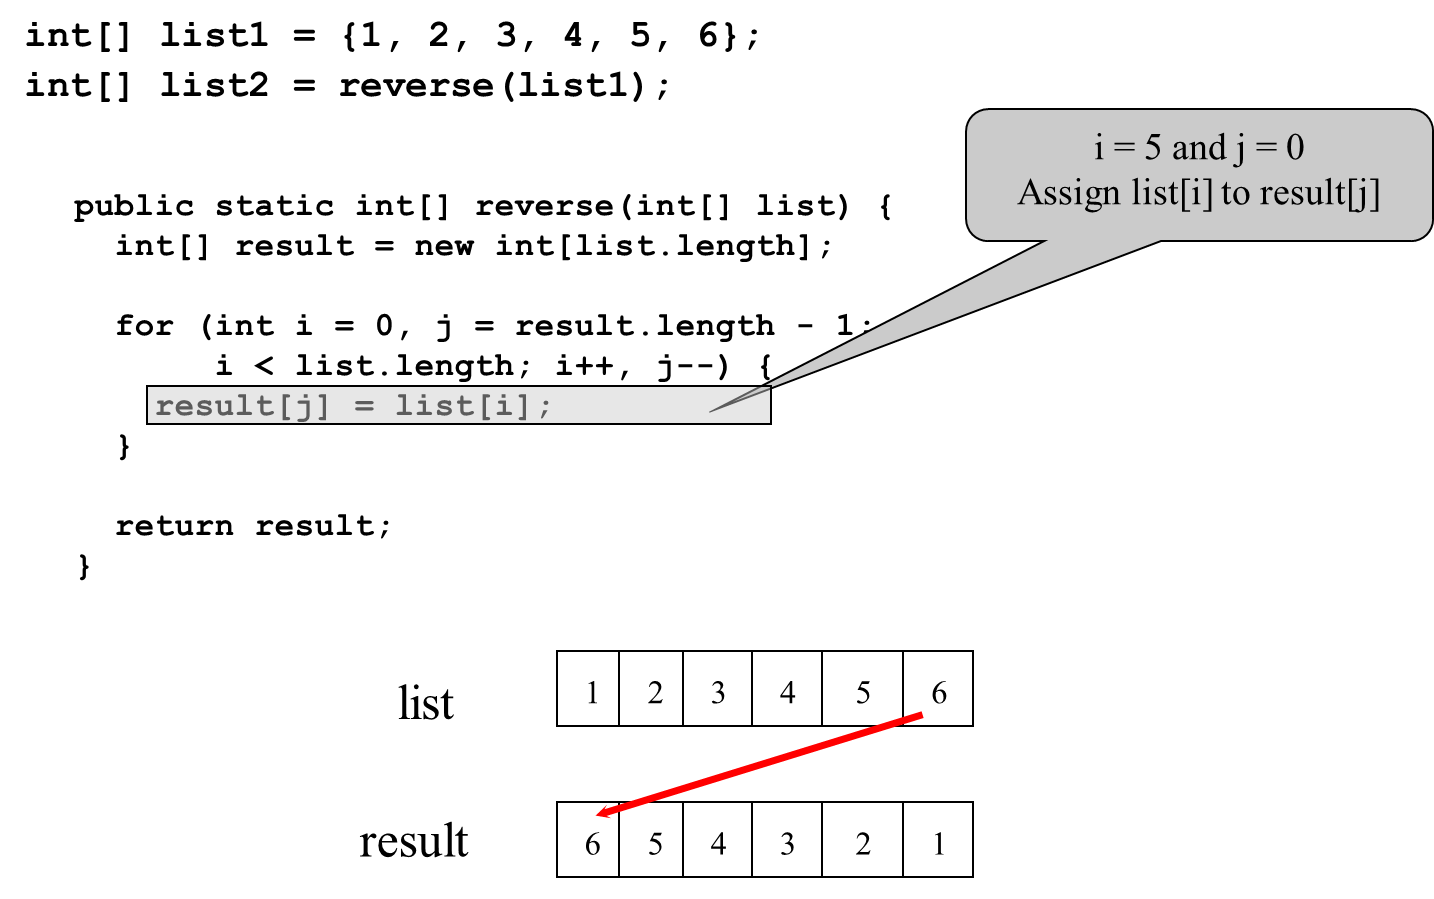 int[] list1 = {1, 2, 3, 4, 5, 6};
int[] list2 = reverse(list1);
i = 5 and j = 0
Assign list[i] to result[j]
public static int[] reverse(int[] list) {
int[] result = new int[list.length];
for (int i = 0, j = result.length - 1;
i < list.length; i++, j--) {
result[j] = list[i];
}
return result;
}
list 1 2 3 4 5 6
result 6 5 4 3 2 1